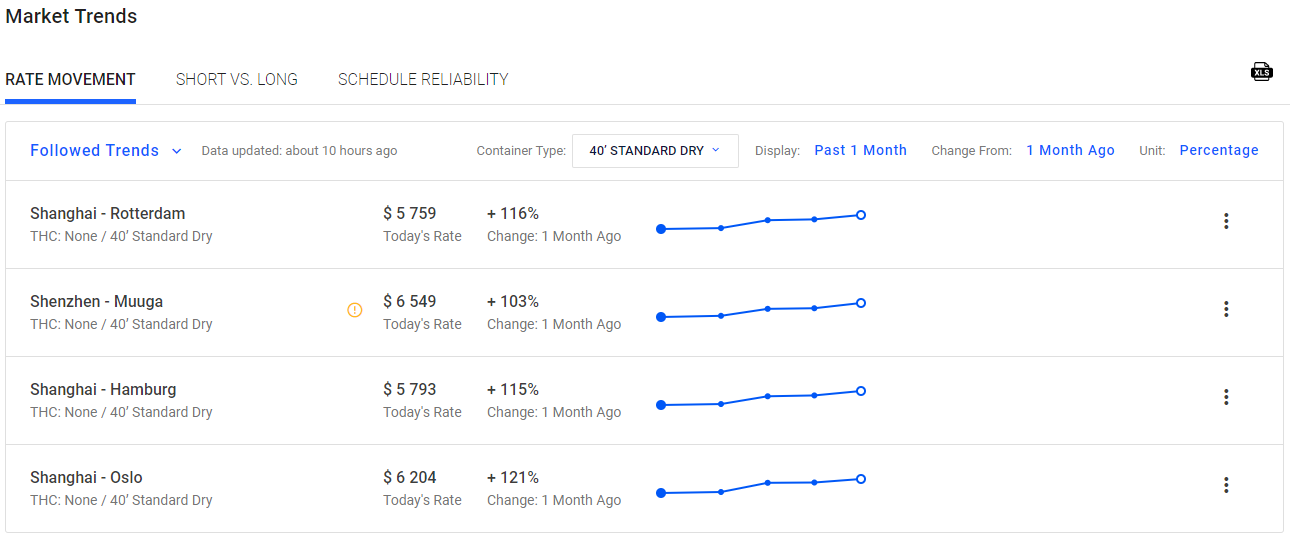 Market Trends
RATE MOVEMENT SHORT VS. LONG SCHEDULE RELIABILITY XLS
Followed Trends Data updated: about 10 hours ago Container Type: 40’ STANDARD DRY Display: Past 1 Month Change From: 1 Month Ago Unit: Percentage
Shanghai - Rotterdam $ 5 759 + 116%
THC: None / 40’ Standard Dry Today's Rate Change: 1 Month Ago
Shenzhen - Muuga $ 6 549 + 103%
THC: None / 40’ Standard Dry Today's Rate Change: 1 Month Ago
Shanghai - Hamburg $ 5 793 + 115%
THC: None / 40’ Standard Dry Today's Rate Change: 1 Month Ago
Shanghai - Oslo $ 6 204 + 121%
THC: None / 40’ Standard Dry Today's Rate Change: 1 Month Ago